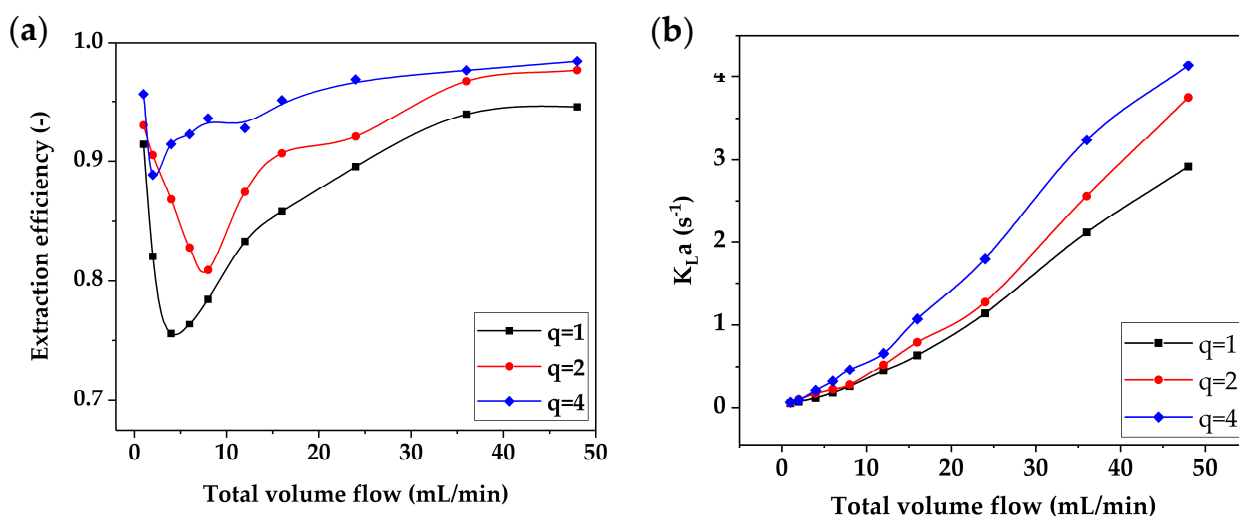 (a)
Extraction efficiency (-)
1.0
0.9
0.8
0.7
q=1
q=2
q=4
0 10 20 30 40 50
Total volume flow (mL/min)
(b)
K_L a (s⁻¹)
4
3
2
1
0
q=1
q=2
q=4
0 10 20 30 40 50
Total volume flow (mL/min)